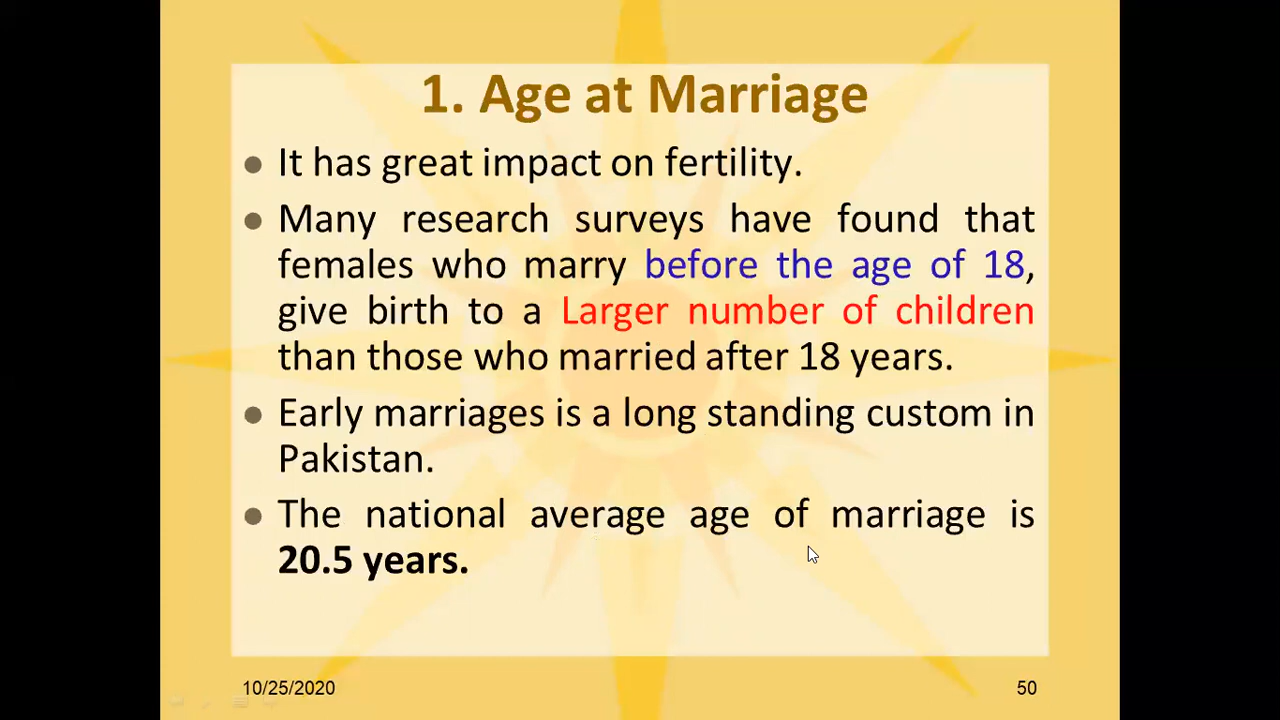 1. Age at Marriage
It has great impact on fertility.
Many research surveys have found that
females who marry before the age of 18,
give birth to a Larger number of children
than those who married after 18 years.
Early marriages is a long standing custom in
Pakistan.
The national average age of marriage is
20.5 years.
10/25/2020
50